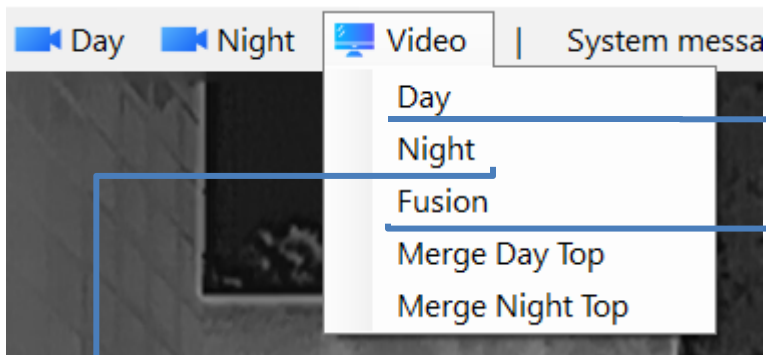 Day Night Video | System messa
Day
Night
Fusion
Merge Day Top
Merge Night Top